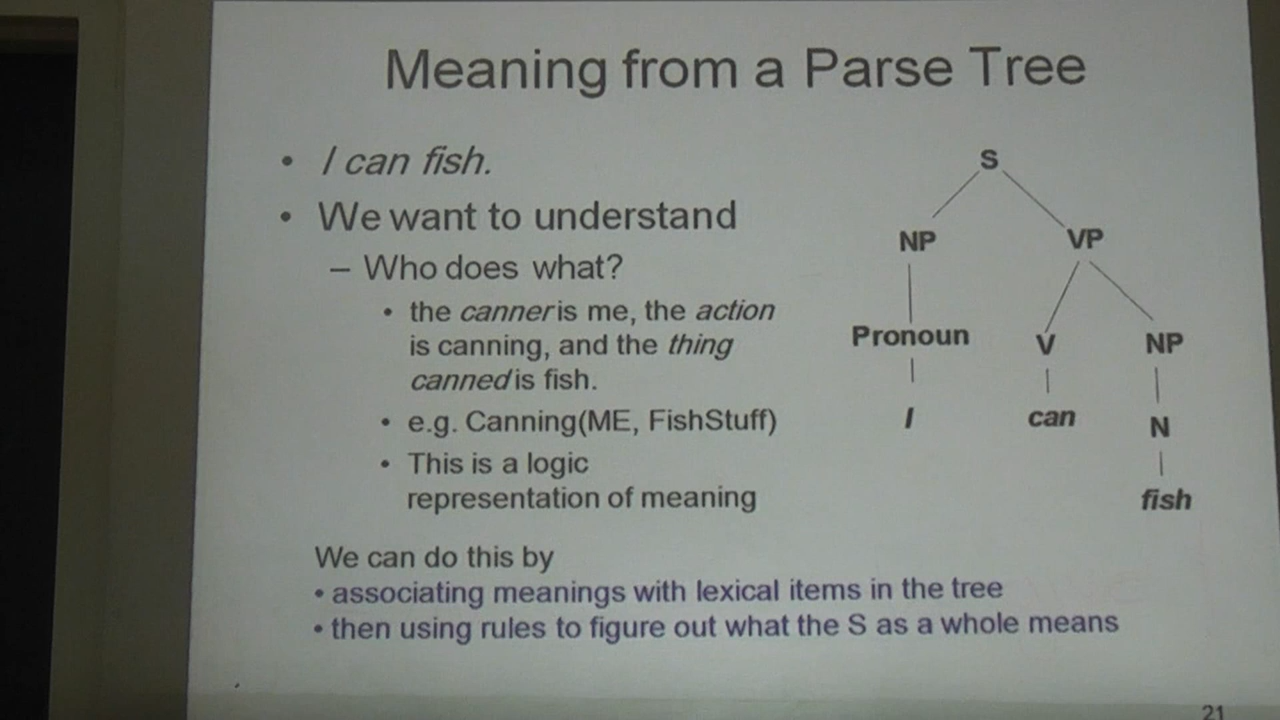 Meaning from a Parse Tree
• I can fish.
• We want to understand
– Who does what?
• the canner is me, the action
is canning, and the thing
canned is fish.
• e.g. Canning(ME, FishStuff)
• This is a logic
representation of meaning
S
NP VP
Pronoun V NP
I can N
fish
We can do this by
• associating meanings with lexical items in the tree
• then using rules to figure out what the S as a whole means
21